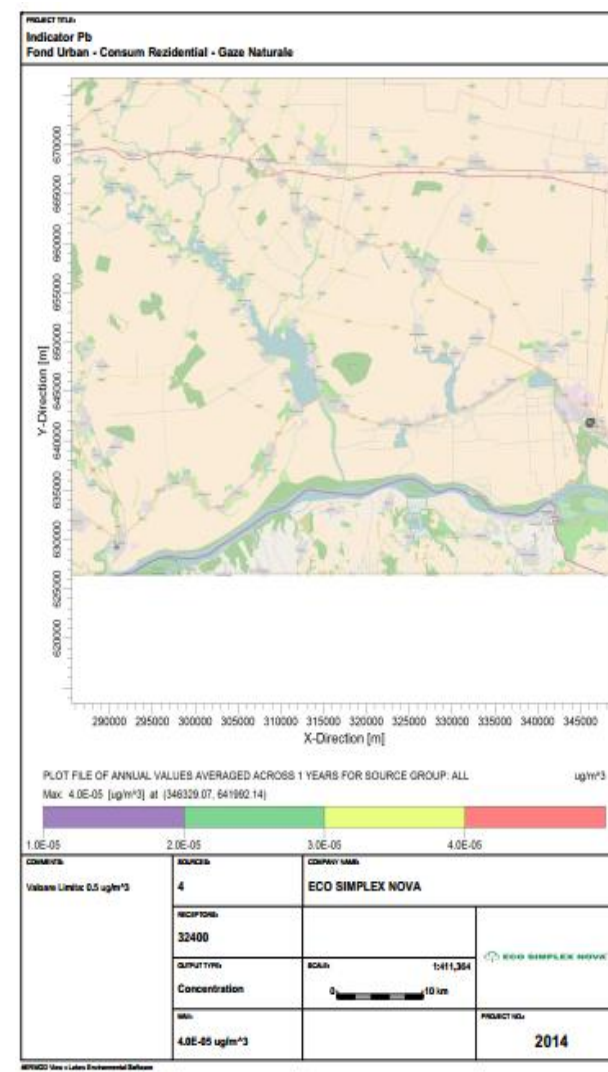 PROJECT TITLE:
Indicator Pb
Fond Urban - Consum Rezidential - Gaze Naturale
Y-Direction [m]
670000
665000
660000
655000
650000
645000
640000
635000
630000
625000
620000
290000 295000 300000 305000 310000 315000 320000 325000 330000 335000 340000 345000
X-Direction [m]
PLOT FILE OF ANNUAL VALUES AVERAGED ACROSS 1 YEARS FOR SOURCE GROUP: ALL ug/m^3
Max: 4.0E-05 [ug/m^3] at (346329.07, 641992.14)
1.0E-05 2.0E-05 3.0E-05 4.0E-05
COMMENTS:
Valoare Limita: 0.5 ug/m^3
SOURCES:
4
COMPANY NAME:
ECO SIMPLEX NOVA
RECEPTORS:
32400
OUTPUT TYPE:
Concentration
SCALE: 1:411,364
0 10 km
ECO SIMPLEX NOVA
MAX:
4.0E-05 ug/m^3
PROJECT NO.:
2014
AERMOD View - Lakes Environmental Software